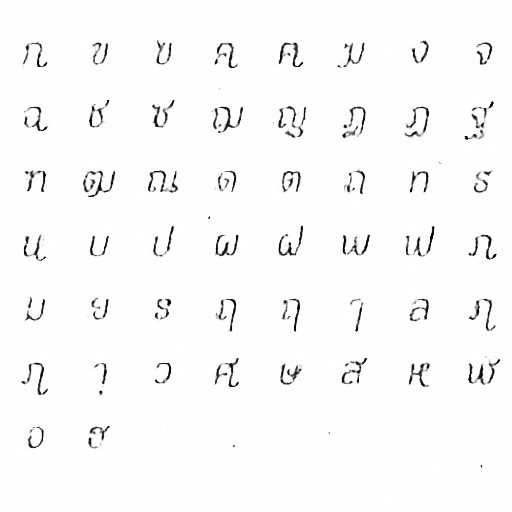 ก ข ฃ ค ฅ ฆ ง จ
ฉ ช ซ ฌ ญ ฎ ฏ ฐ
ฑ ฒ ณ ด ต ถ ท ธ
น บ ป ผ ฝ พ ฟ ภ
ม ย ร ฤ ฤ ๅ ล ฦ
ฦ ๅ ว ศ ษ ส ห ฬ
อ ฮ